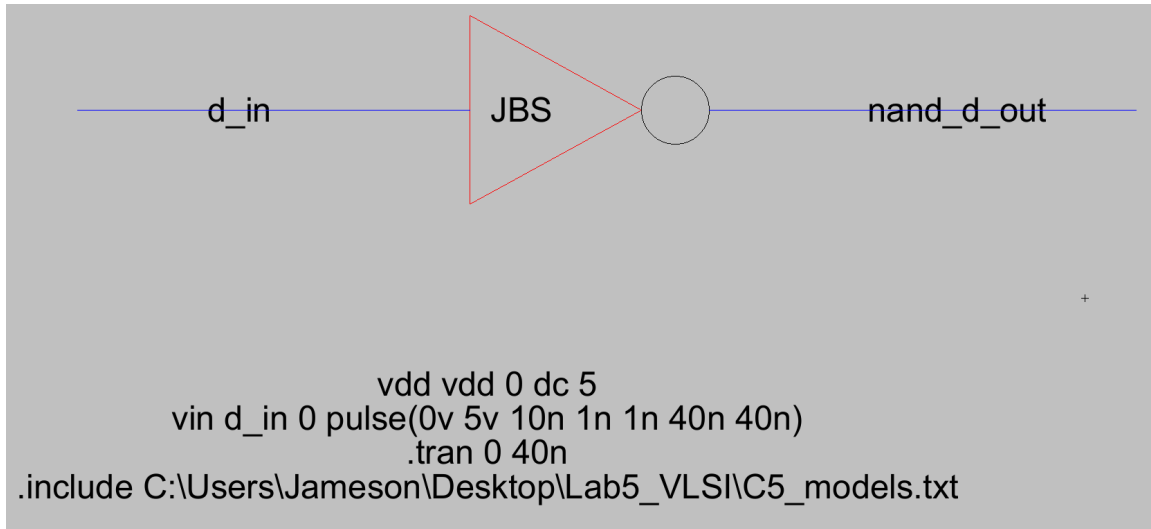 d_in JBS nand_d_out
vdd vdd 0 dc 5
vin d_in 0 pulse(0v 5v 10n 1n 1n 40n 40n)
.tran 0 40n
.include C:\Users\Jameson\Desktop\Lab5_VLSI\C5_models.txt